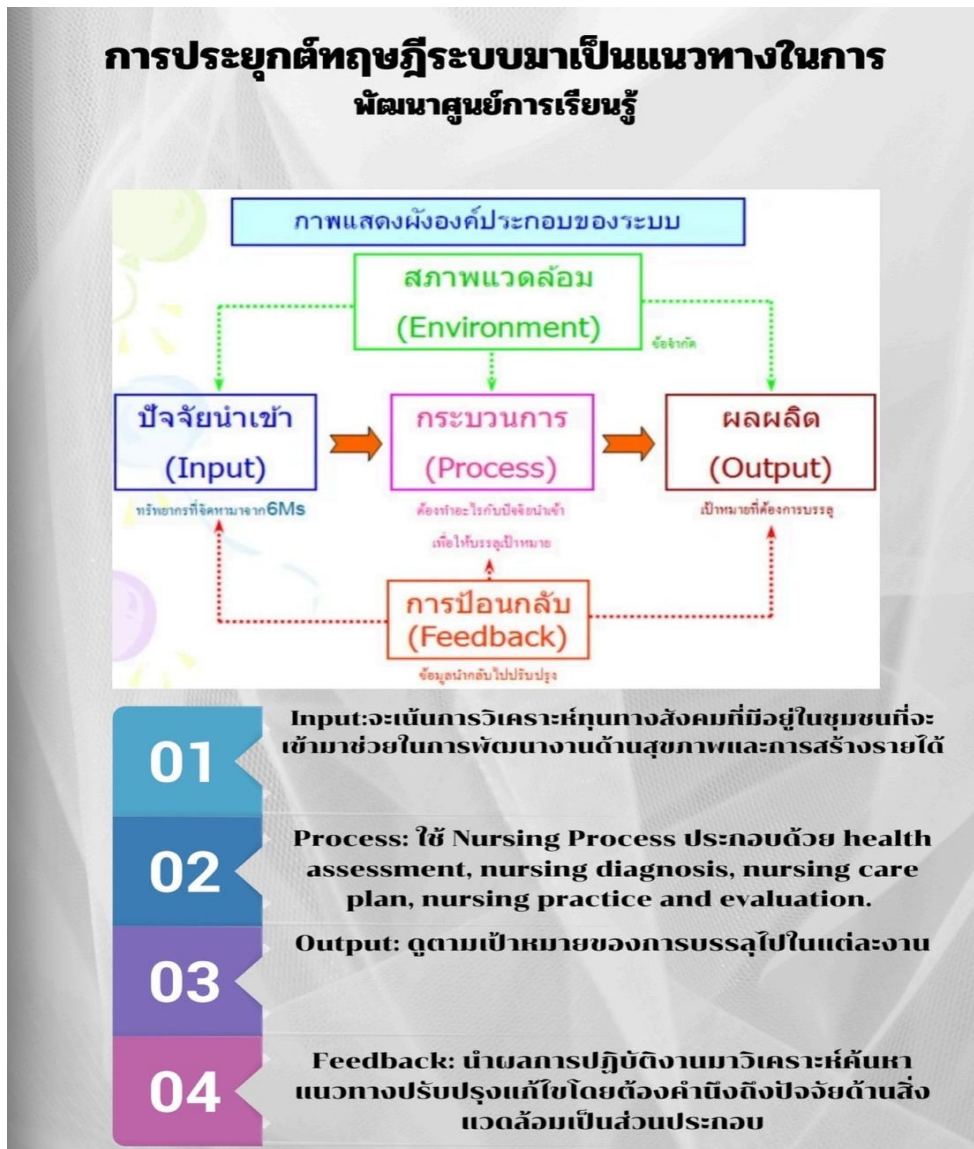 การประยุกต์ทฤษฎีระบบมาเป็นแนวทางในการ
พัฒนาศูนย์การเรียนรู้
ภาพแสดงผังองค์ประกอบของระบบ
สภาพแวดล้อม
(Environment)
ข้อจำกัด
ปัจจัยนำเข้า
(Input)
ทรัพยากรที่จัดหามาจาก6Ms
กระบวนการ
(Process)
ต้องทำอะไรกับปัจจัยนำเข้า
เพื่อให้บรรลุเป้าหมาย
ผลผลิต
(Output)
เป้าหมายที่ต้องการบรรลุ
การป้อนกลับ
(Feedback)
ข้อมูลนำกลับไปปรับปรุง
01
Input:จะเน้นการวิเคราะห์ทุนทางสังคมที่มีอยู่ในชุมชนที่จะ
เข้ามาช่วยในการพัฒนางานด้านสุขภาพและการสร้างรายได้
02
Process: ใช้ Nursing Process ประกอบด้วย health
assessment, nursing diagnosis, nursing care
plan, nursing practice and evaluation.
03
Output: ดูตามเป้าหมายของการบรรลุไปในแต่ละงาน
04
Feedback: นำผลการปฏิบัติงานมาวิเคราะห์ค้นหา
แนวทางปรับปรุงแก้ไขโดยต้องคำนึงถึงปัจจัยด้านสิ่ง
แวดล้อมเป็นส่วนประกอบ